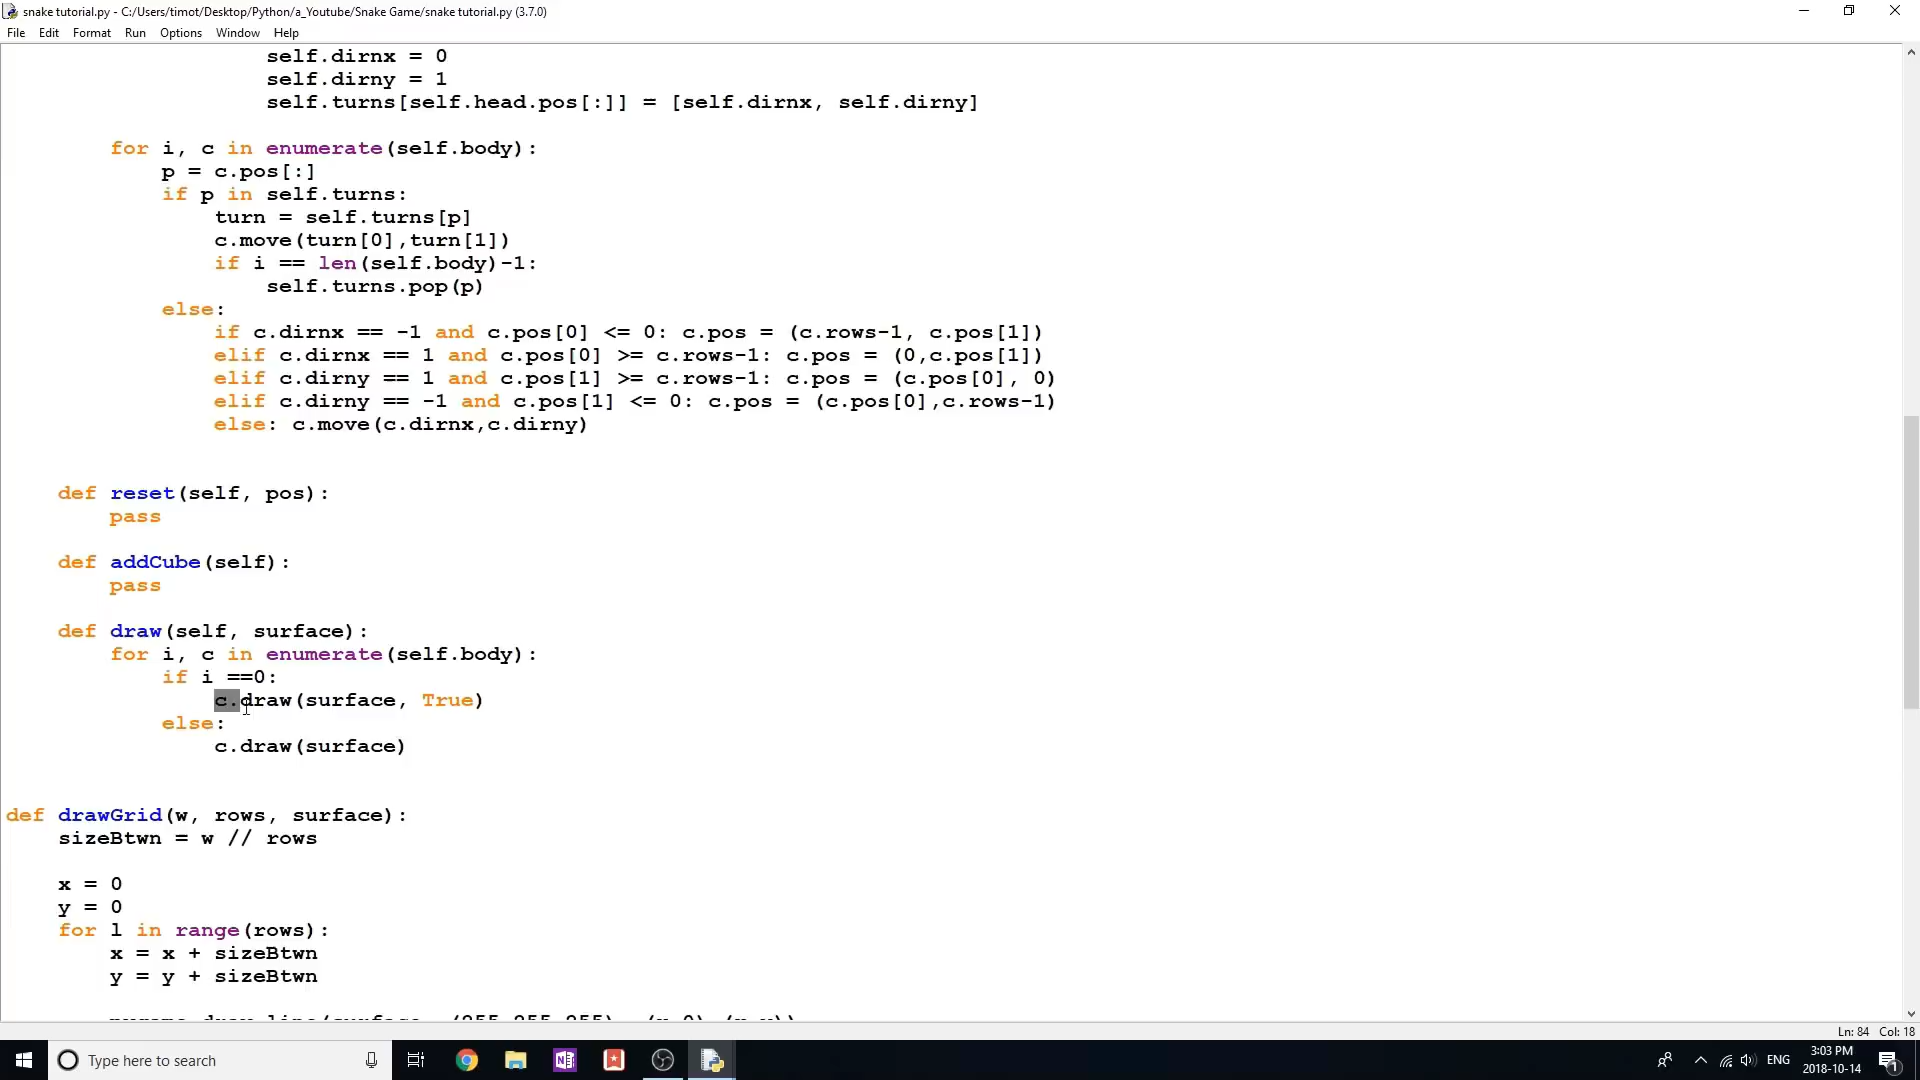 snake tutorial.py - C:/Users/timot/Desktop/Python/a_Youtube/Snake Game/snake tutorial.py (3.7.0)
File Edit Format Run Options Window Help
self.dirnx = 0
self.dirny = 1
self.turns[self.head.pos[:]] = [self.dirnx, self.dirny]
for i, c in enumerate(self.body):
p = c.pos[:]
if p in self.turns:
turn = self.turns[p]
c.move(turn[0],turn[1])
if i == len(self.body)-1:
self.turns.pop(p)
else:
if c.dirnx == -1 and c.pos[0] <= 0: c.pos = (c.rows-1, c.pos[1])
elif c.dirnx == 1 and c.pos[0] >= c.rows-1: c.pos = (0,c.pos[1])
elif c.dirny == 1 and c.pos[1] >= c.rows-1: c.pos = (c.pos[0], 0)
elif c.dirny == -1 and c.pos[1] <= 0: c.pos = (c.pos[0],c.rows-1)
else: c.move(c.dirnx,c.dirny)
def reset(self, pos):
pass
def addCube(self):
pass
def draw(self, surface):
for i, c in enumerate(self.body):
if i ==0:
c.draw(surface, True)
else:
c.draw(surface)
def drawGrid(w, rows, surface):
sizeBtwn = w // rows
x = 0
y = 0
for l in range(rows):
x = x + sizeBtwn
y = y + sizeBtwn
Ln: 84 Col: 18
Type here to search
ENG
3:03 PM
2018-10-14